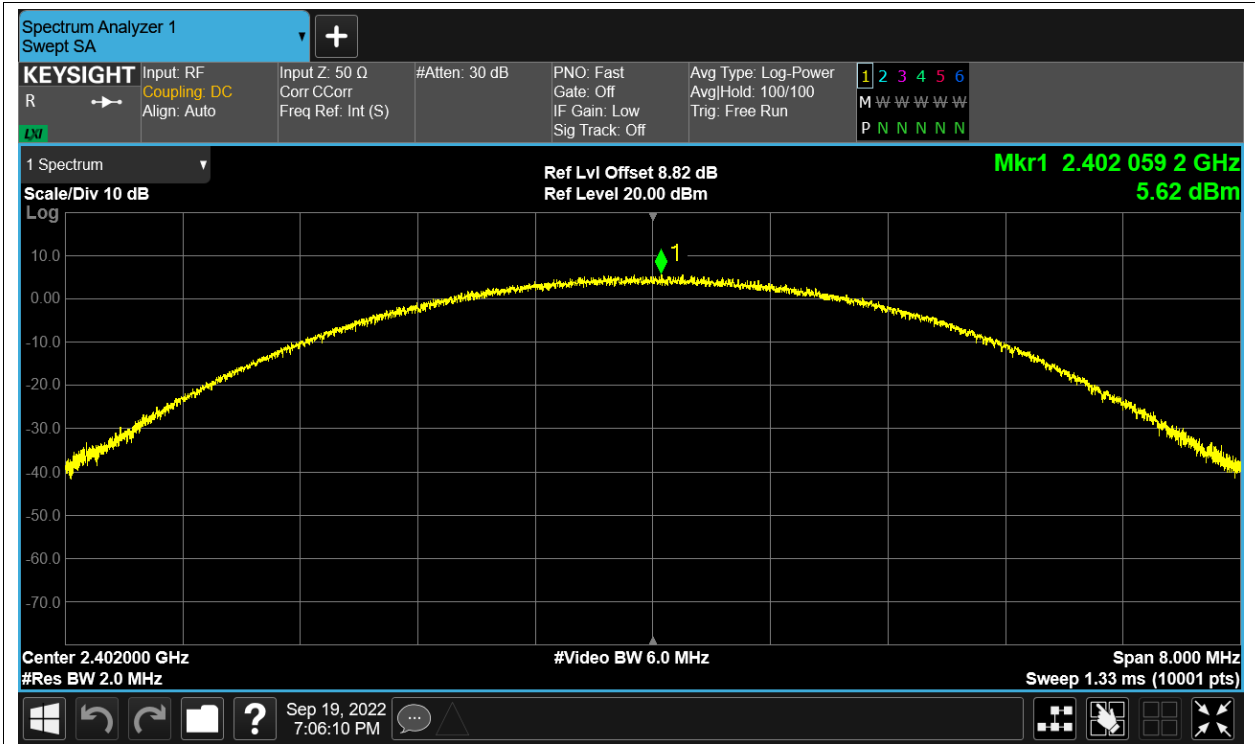 Spectrum Analyzer 1
Swept SA
KEYSIGHT
R
LXI
Input: RF
Coupling: DC
Align: Auto
Input Z: 50 Ω
Corr CCorr
Freq Ref: Int (S)
#Atten: 30 dB
PNO: Fast
Gate: Off
IF Gain: Low
Sig Track: Off
Avg Type: Log-Power
Avg|Hold: 100/100
Trig: Free Run
1 2 3 4 5 6
M W W W W W
P N N N N N
1 Spectrum
Scale/Div 10 dB
Log
Ref Lvl Offset 8.82 dB
Ref Level 20.00 dBm
Mkr1 2.402 059 2 GHz
5.62 dBm
1
10.0
0.00
-10.0
-20.0
-30.0
-40.0
-50.0
-60.0
-70.0
Center 2.402000 GHz
#Res BW 2.0 MHz
#Video BW 6.0 MHz
Span 8.000 MHz
Sweep 1.33 ms (10001 pts)
?
Sep 19, 2022
7:06:10 PM